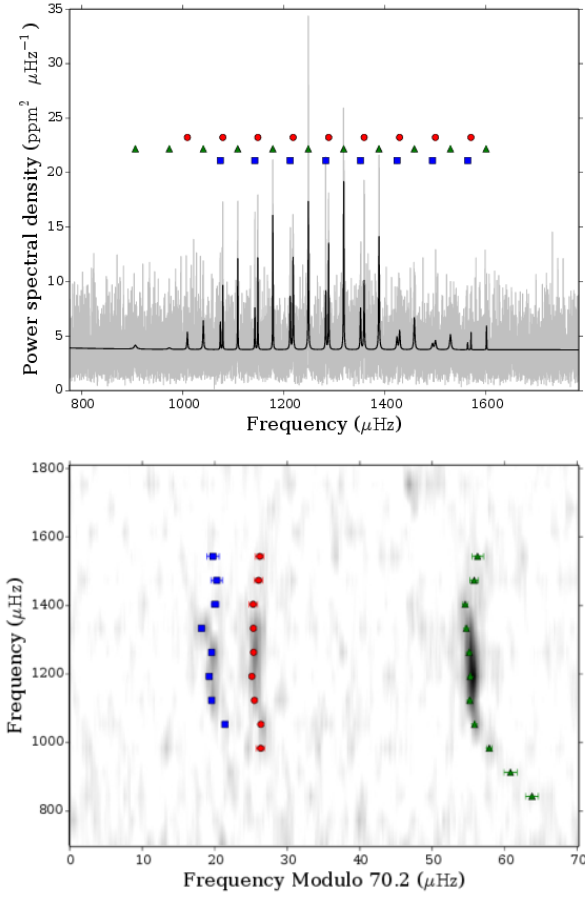 35
30
25
20
15
10
5
0
Power spectral density (ppm² μHz⁻¹)
800 1000 1200 1400 1600
Frequency (μHz)
1800
1600
1400
1200
1000
800
Frequency (μHz)
0 10 20 30 40 50 60 70
Frequency Modulo 70.2 (μHz)